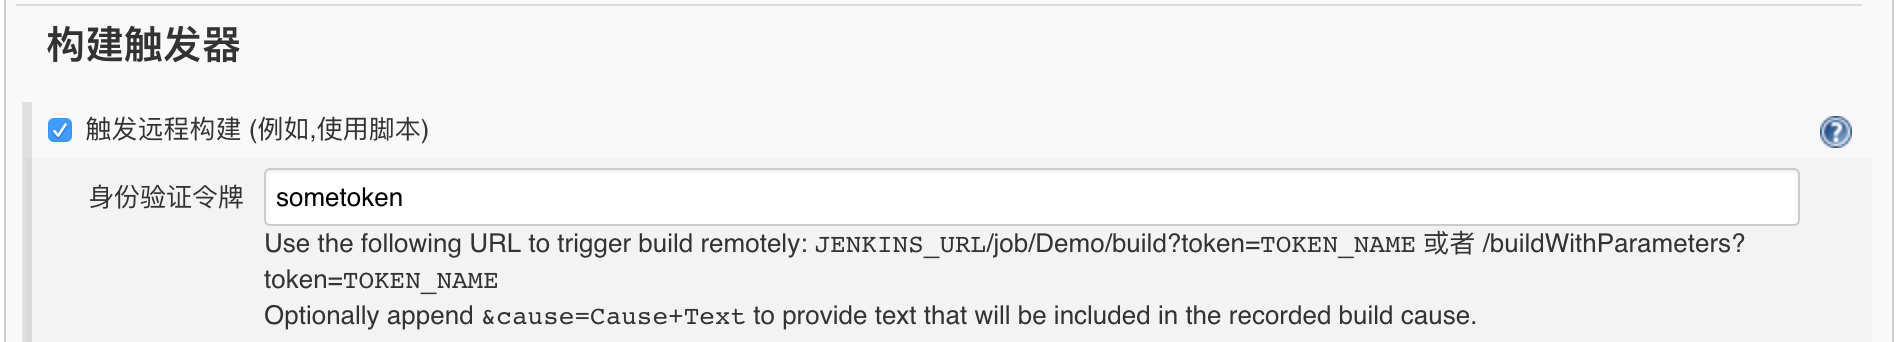 构建触发器
触发远程构建 (例如,使用脚本)
?
身份验证令牌 sometoken
Use the following URL to trigger build remotely: JENKINS_URL/job/Demo/build?token=TOKEN_NAME 或者 /buildWithParameters?
token=TOKEN_NAME
Optionally append &cause=Cause+Text to provide text that will be included in the recorded build cause.